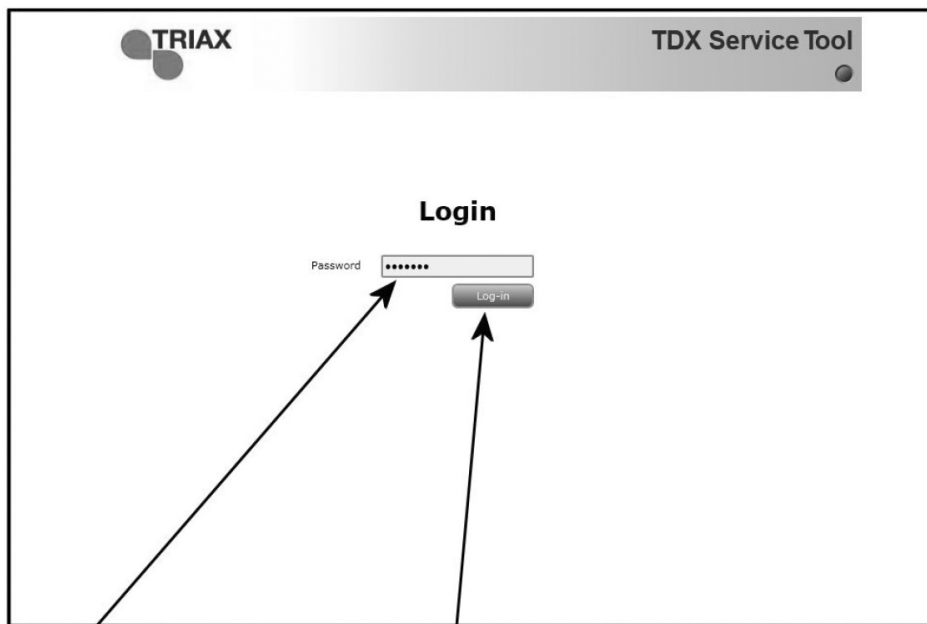 TRIAX
TDX Service Tool
Login
Password •••••••
Log-in